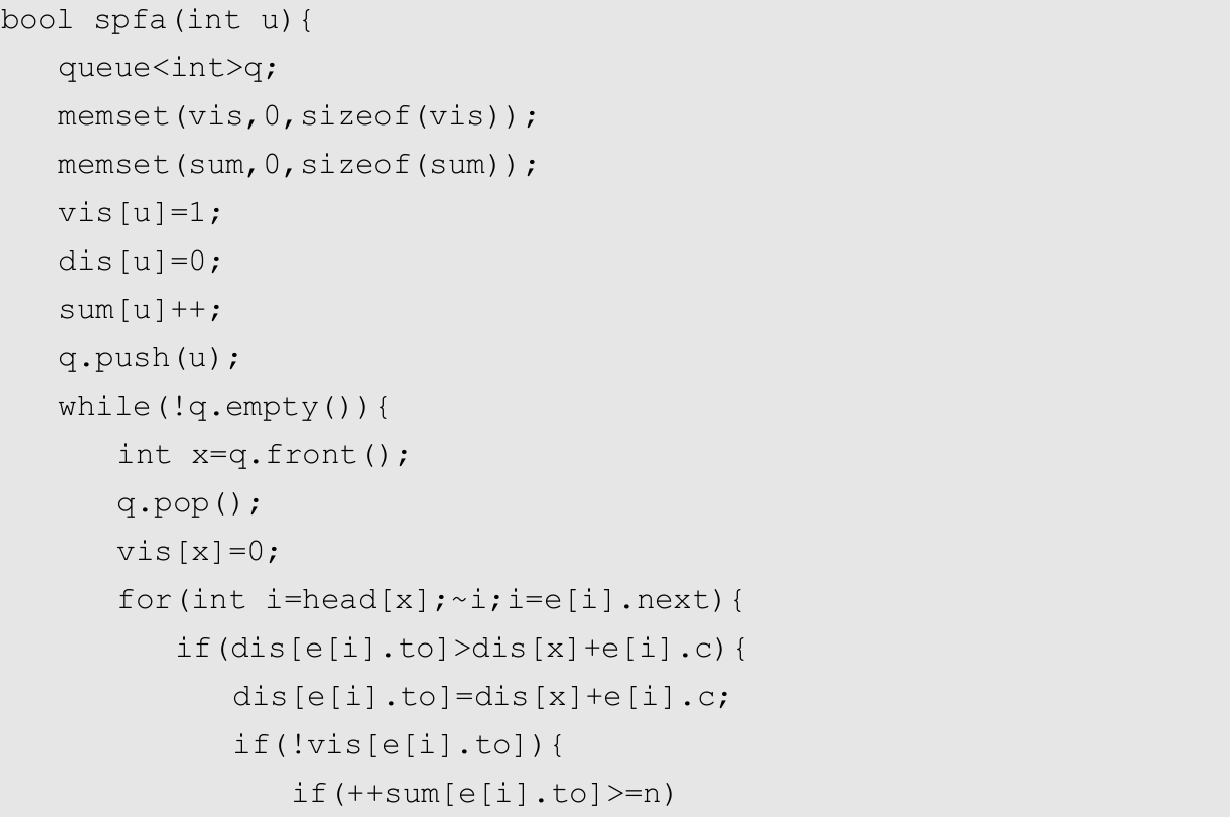 bool spfa(int u){
queue<int>q;
memset(vis,0,sizeof(vis));
memset(sum,0,sizeof(sum));
vis[u]=1;
dis[u]=0;
sum[u]++;
q.push(u);
while(!q.empty()){
int x=q.front();
q.pop();
vis[x]=0;
for(int i=head[x];~i;i=e[i].next){
if(dis[e[i].to]>dis[x]+e[i].c){
dis[e[i].to]=dis[x]+e[i].c;
if(!vis[e[i].to]){
if(++sum[e[i].to]>=n)